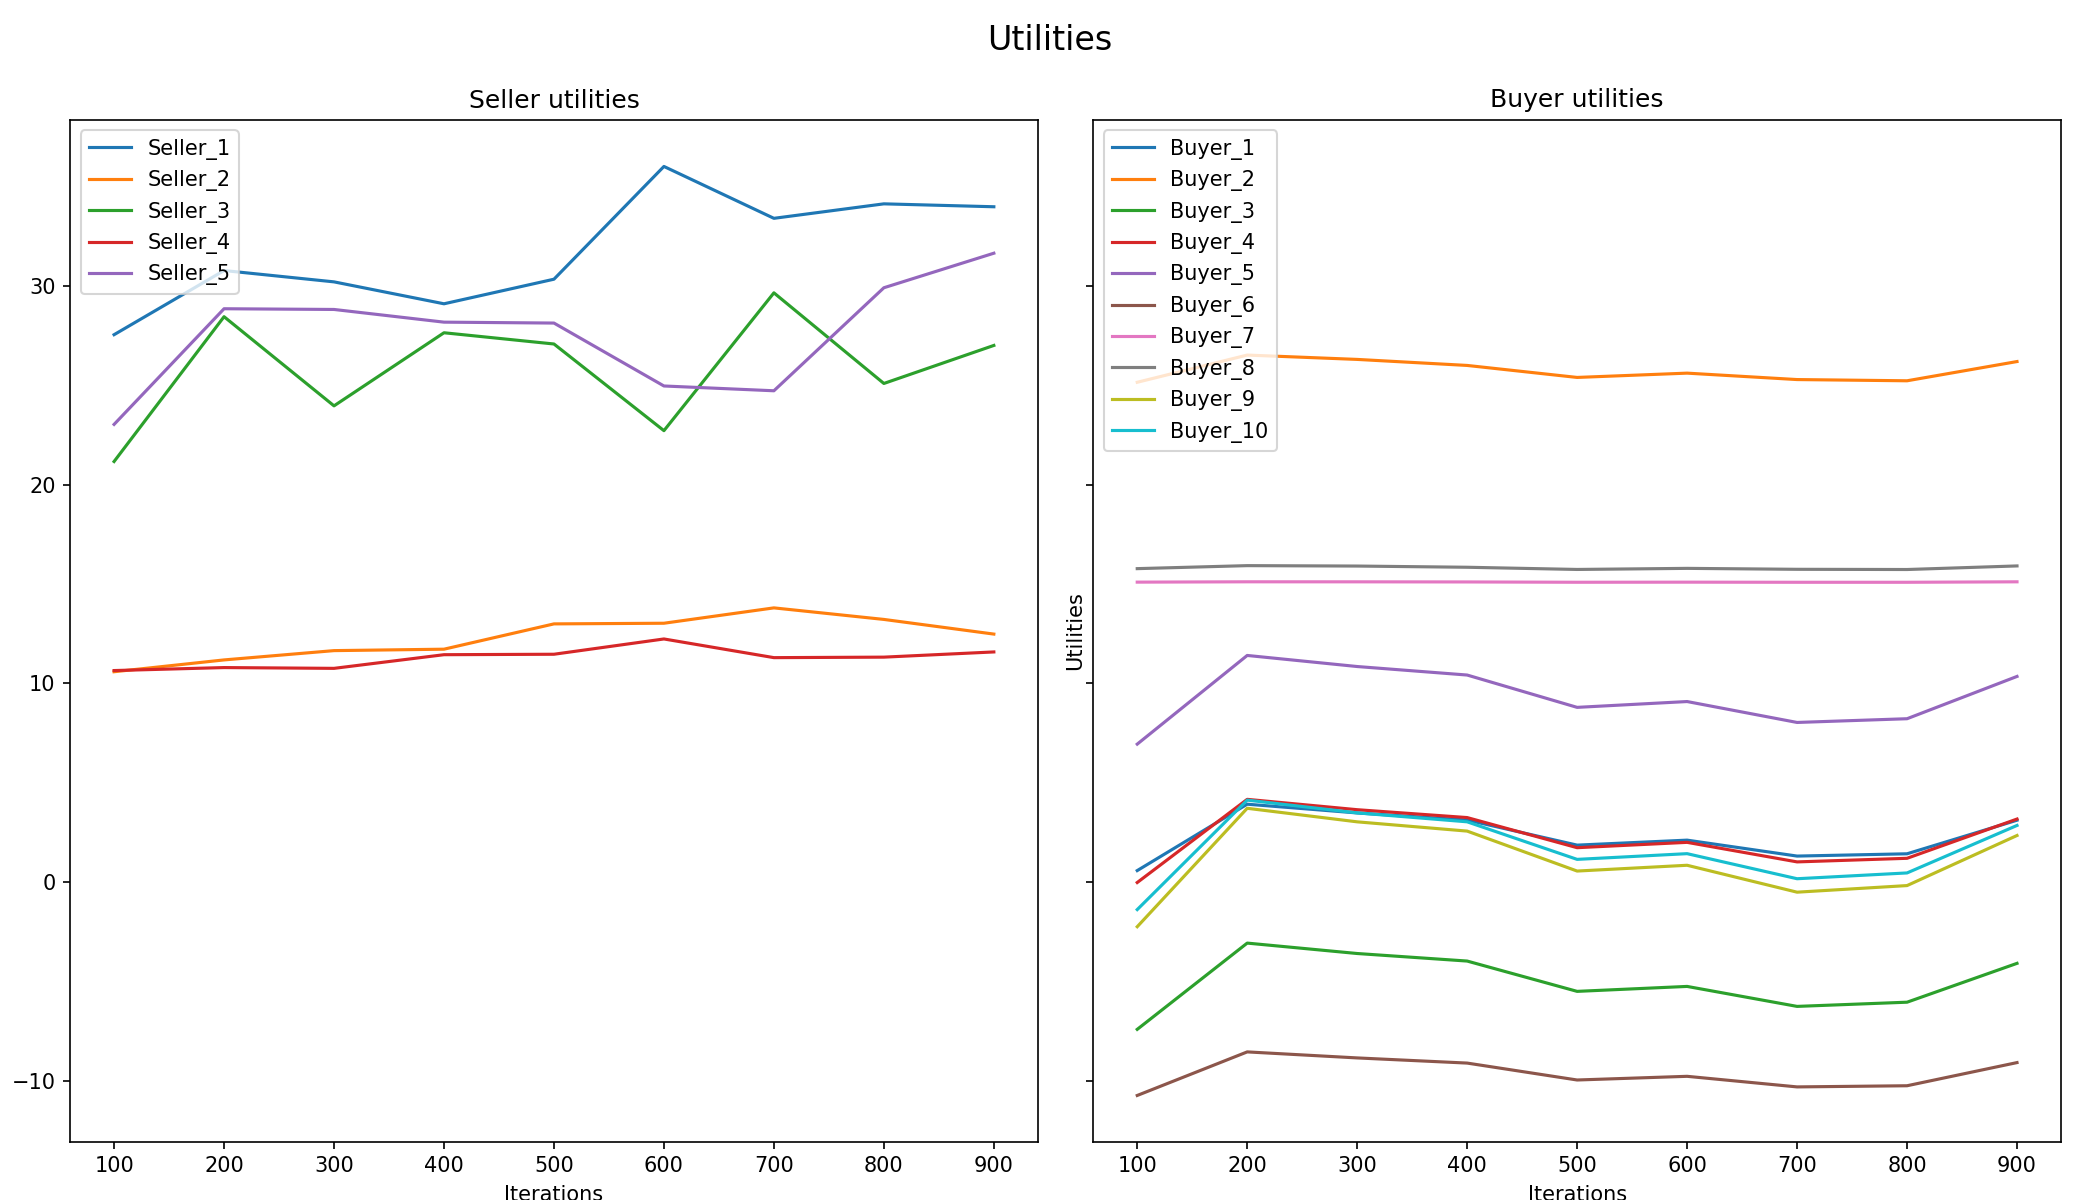 Utilities
Seller utilities
Seller_1
Seller_2
Seller_3
Seller_4
Seller_5
30
20
10
0
−10
100 200 300 400 500 600 700 800 900
Iterations
Buyer utilities
Buyer_1
Buyer_2
Buyer_3
Buyer_4
Buyer_5
Buyer_6
Buyer_7
Buyer_8
Buyer_9
Buyer_10
Utilities
100 200 300 400 500 600 700 800 900
Iterations